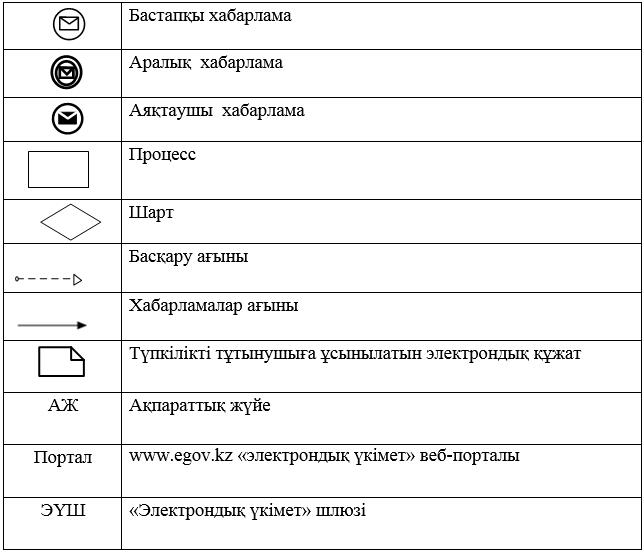 Бастапқы хабарлама
Аралық хабарлама
Аяқтаушы хабарлама
Процесс
Шарт
Басқару ағыны
Хабарламалар ағыны
Түпкілікті тұтынушыға ұсынылатын электрондық құжат
АЖ Ақпараттық жүйе
Портал www.egov.kz «электрондық үкімет» веб-порталы
ЭҮШ «Электрондық үкімет» шлюзі